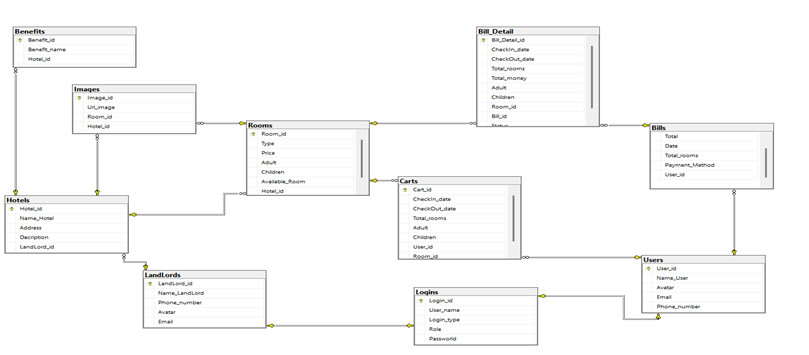 Benefits
Benefit_id
Benefit_name
Hotel_id
Images
Image_id
Url_image
Room_id
Hotel_id
Rooms
Room_id
Type
Price
Adult
Children
Available_Room
Hotel_id
Bill_Detail
Bill_Detail_id
CheckIn_date
CheckOut_date
Total_rooms
Total_money
Adult
Children
Room_id
Bill_id
Status
Bills
Total
Date
Total_rooms
Payment_Method
User_id
Hotels
Hotel_id
Name_Hotel
Address
Decription
LandLord_id
Carts
Cart_id
CheckIn_date
CheckOut_date
Total_rooms
Adult
Children
User_id
Room_id
LandLords
LandLord_id
Name_LandLord
Phone_number
Avatar
Email
Logins
Login_id
User_name
Login_type
Role
Password
Users
User_id
Name_User
Avatar
Email
Phone_number